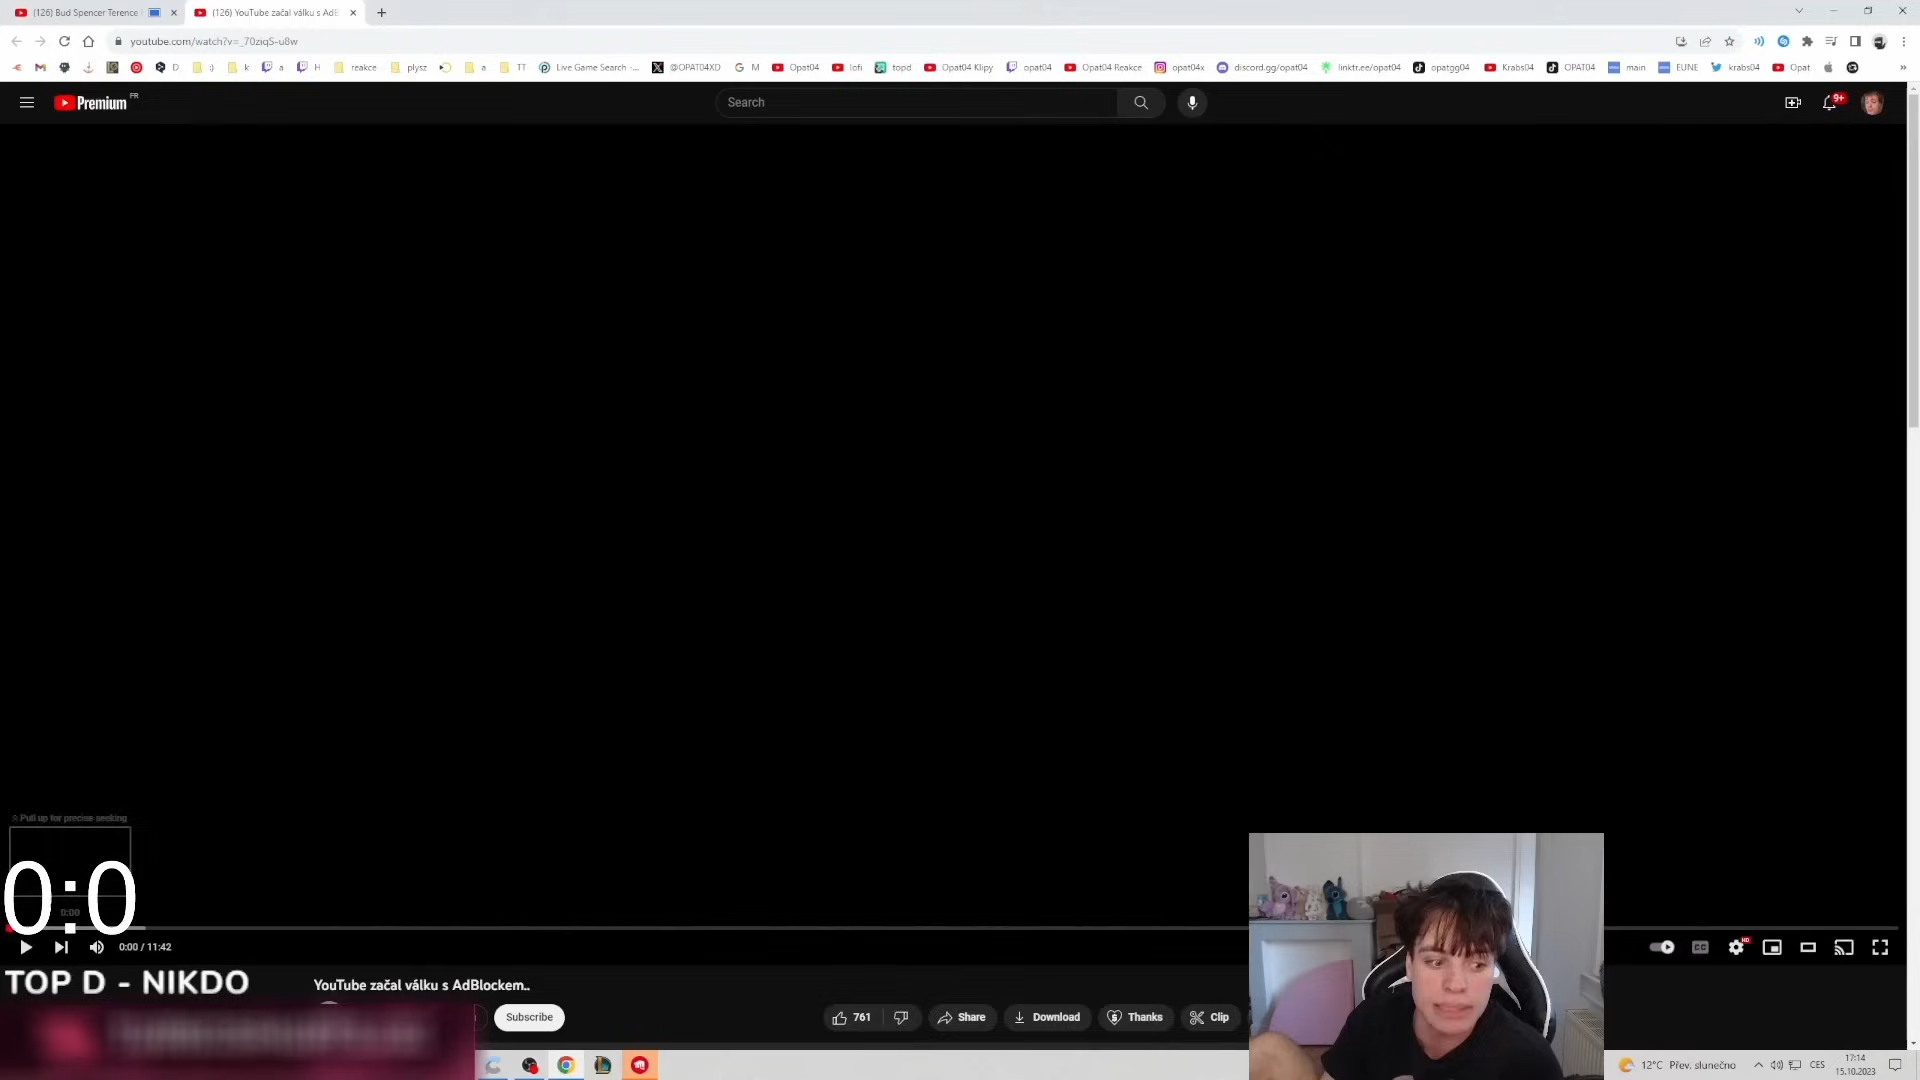 (126) Bud Spencer Terence
(126) YouTube začal válku s AdB
youtube.com/watch?v=_70ziqS-u8w
D
:)
k
a
H
reakce
plysz
a
TT
Live Game Search -...
@OPAT04XD
M
Opat04
lofi
topd
Opat04 Klipy
opat04
Opat04 Reakce
opat04x
discord.gg/opat04
linktr.ee/opat04
opatgg04
Krabs04
OPAT04
main
EUNE
krabs04
Opat
Premium FR
Search
9+
Pull up for precise seeking
0:0
0:00
0:00 / 11:42
CC
HD
TOP D - NIKDO
YouTube začal válku s AdBlockem..
Subscribe
761
Share
Download
Thanks
Clip
12°C Přev. slunečno
CES
17:14
15.10.2023